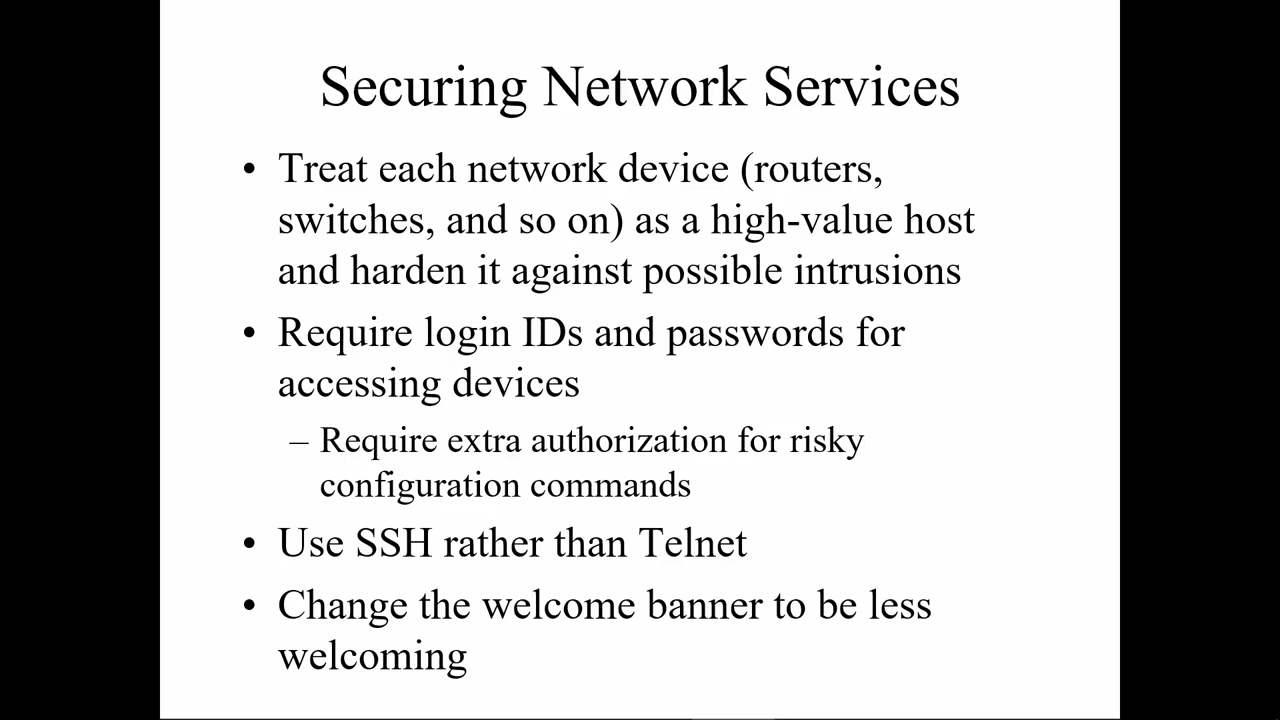 Securing Network Services
• Treat each network device (routers,
switches, and so on) as a high-value host
and harden it against possible intrusions
• Require login IDs and passwords for
accessing devices
– Require extra authorization for risky
configuration commands
• Use SSH rather than Telnet
• Change the welcome banner to be less
welcoming